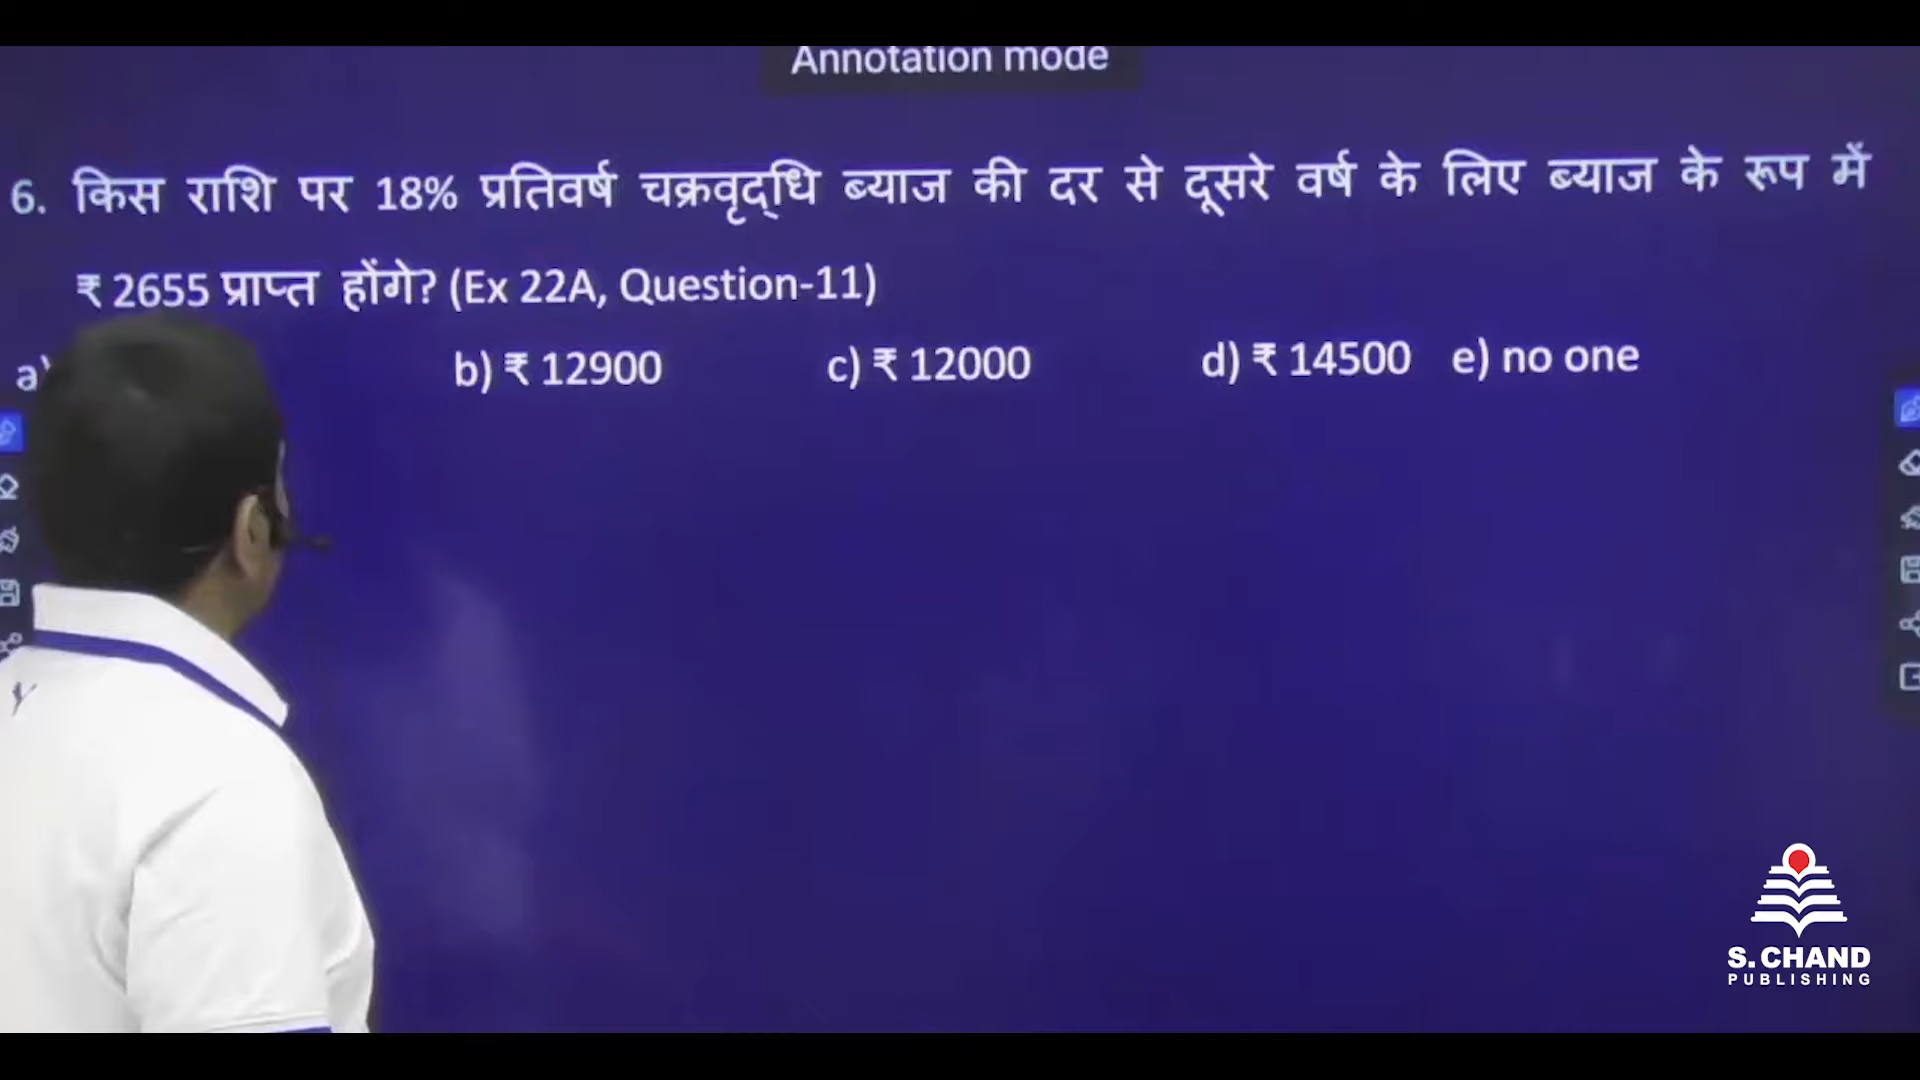 Annotation mode
6. किस राशि पर 18% प्रतिवर्ष चक्रवृद्धि ब्याज की दर से दूसरे वर्ष के लिए ब्याज के रूप में
₹ 2655 प्राप्त होंगे? (Ex 22A, Question-11)
a) b) ₹ 12900 c) ₹ 12000 d) ₹ 14500 e) no one
S. CHAND
PUBLISHING